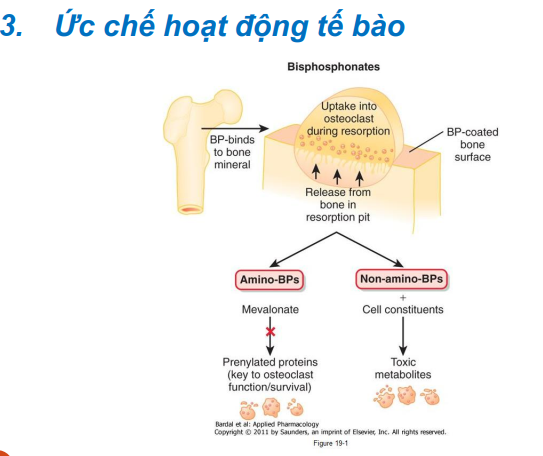 3. Ức chế hoạt động tế bào
Bisphosphonates
Uptake into
osteoclast
during resorption
BP-binds
to bone
mineral
BP-coated
bone
surface
Release from
bone in
resorption pit
Amino-BPs
Non-amino-BPs
+
Mevalonate
Cell constituents
Prenylated proteins
(key to osteoclast
function/survival)
Toxic
metabolites
Bardal et al: Applied Pharmacology
Copyright © 2011 by Saunders, an imprint of Elsevier, Inc. All rights reserved.
Figure 19-1